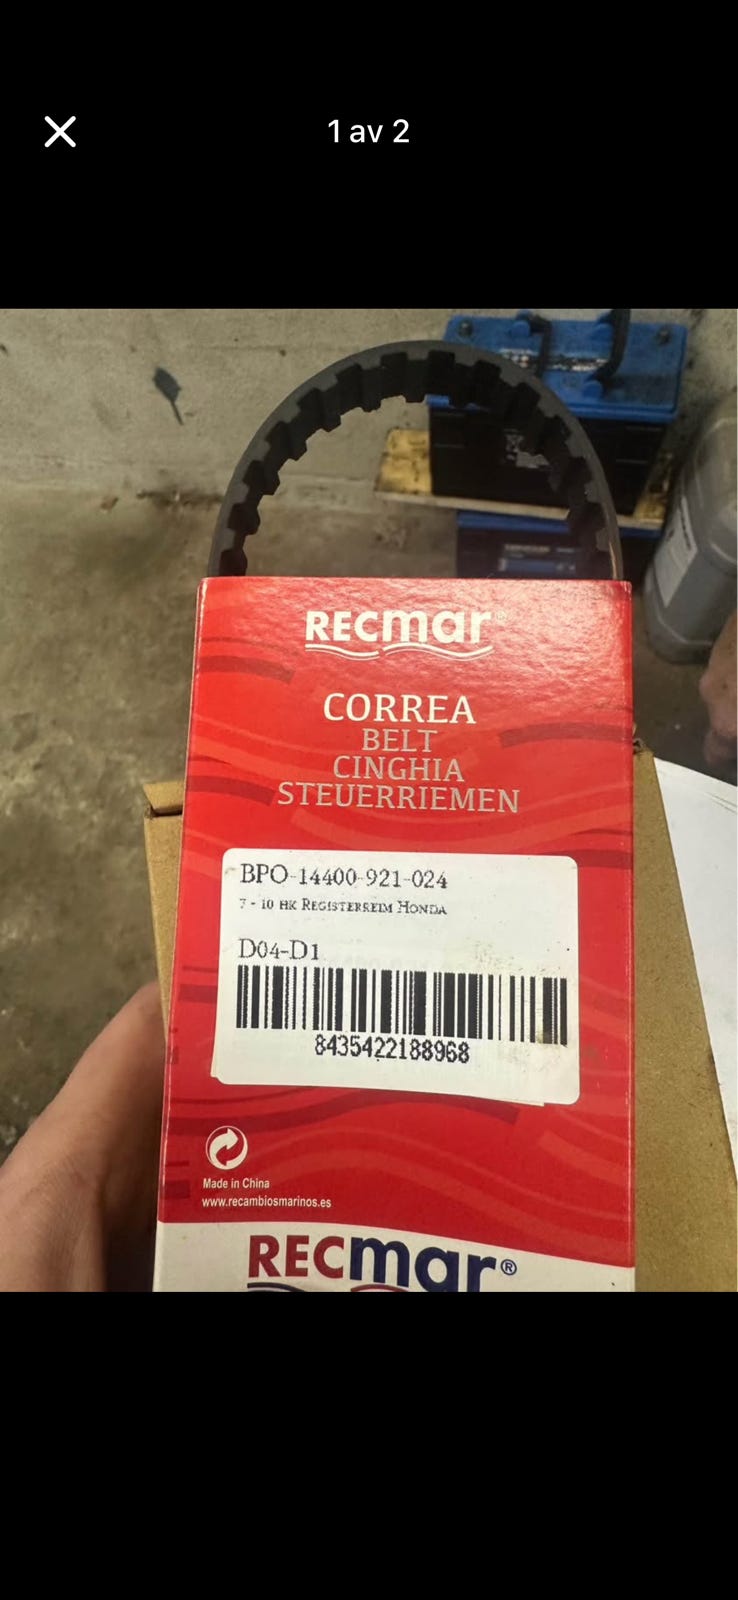 1 av 2
RECmar®
CORREA
BELT
CINGHIA
STEUERRIEMEN
BPO-14400-921-024
7 - 10 HK REGISTERREIM HONDA
D04-D1
8435422188968
Made in China
www.recambiosmarinos.es
RECmar®